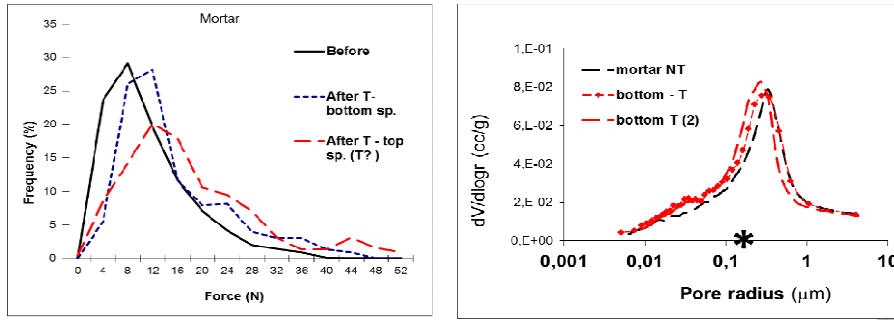 Mortar
35
30
25
20
15
10
5
0
Frequency (%)
Before
After T-
bottom sp.
After T - top
sp. (T? )
0 4 8 12 16 20 24 28 32 36 40 44 48 52
Force (N)
1,E-01
8,E-02
6,E-02
4,E-02
2,E-02
0,E+00
dV/dlogr (cc/g)
mortar NT
bottom - T
bottom T (2)
*
0,001 0,01 0,1 1 10
Pore radius (µm)